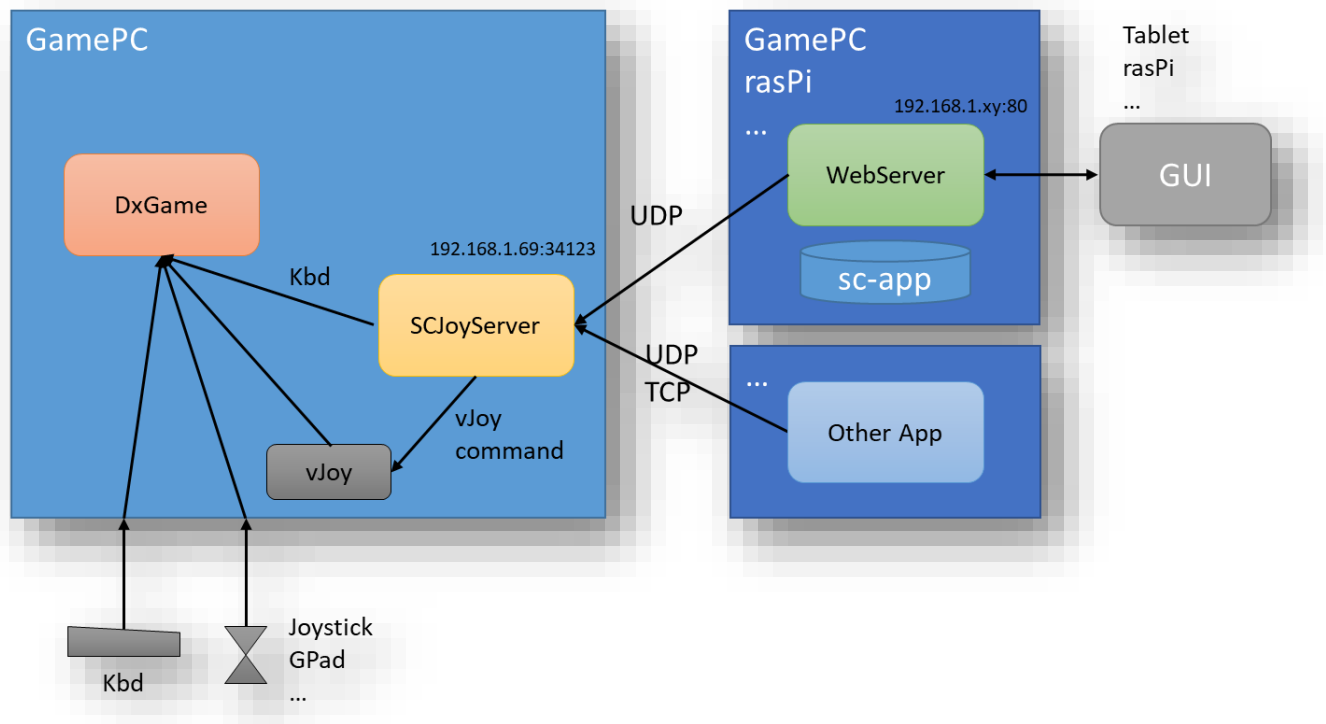 GamePC
DxGame
Kbd
192.168.1.69:34123
SCJoyServer
vJoy
command
vJoy
Kbd
Joystick
GPad
...
UDP
UDP
TCP
GamePC
rasPi
...
192.168.1.xy:80
WebServer
sc-app
...
Other App
Tablet
rasPi
...
GUI